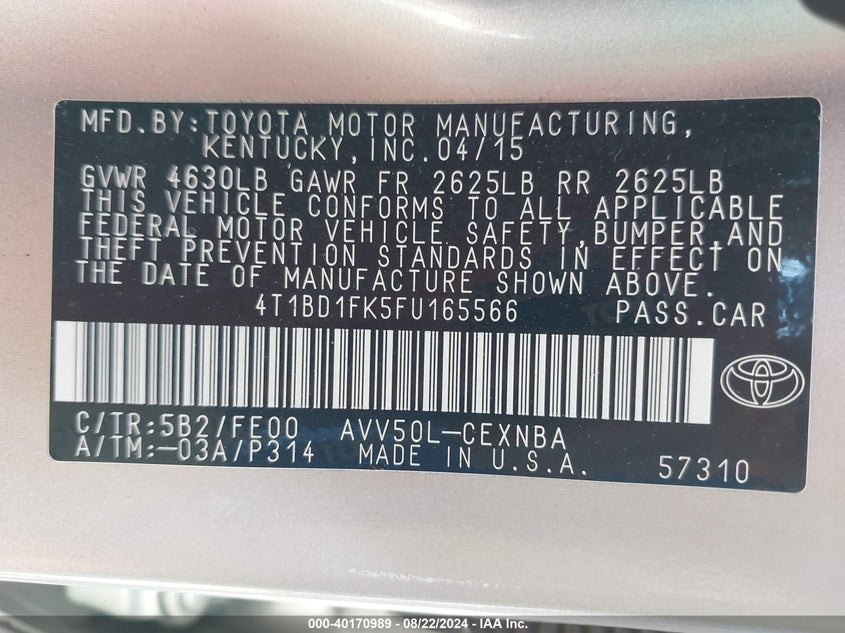 MFD.BY:TOYOTA MOTOR MANUFACTURING,
KENTUCKY,INC.04/15
GVWR 4630LB GAWR FR 2625LB RR 2625LB
THIS VEHICLE CONFORMS TO ALL APPLICABLE
FEDERAL MOTOR VEHICLE SAFETY,BUMPER,AND
THEFT PREVENTION STANDARDS IN EFFECT ON
THE DATE OF MANUFACTURE SHOWN ABOVE.
4T1BD1FK5FU165566 PASS.CAR
C/TR:5B2/FE00 AVV50L-CEXNBA
A/TM:-03A/P314 MADE IN U.S.A. 57310
000-40170989 - 08/22/2024 - IAA Inc.